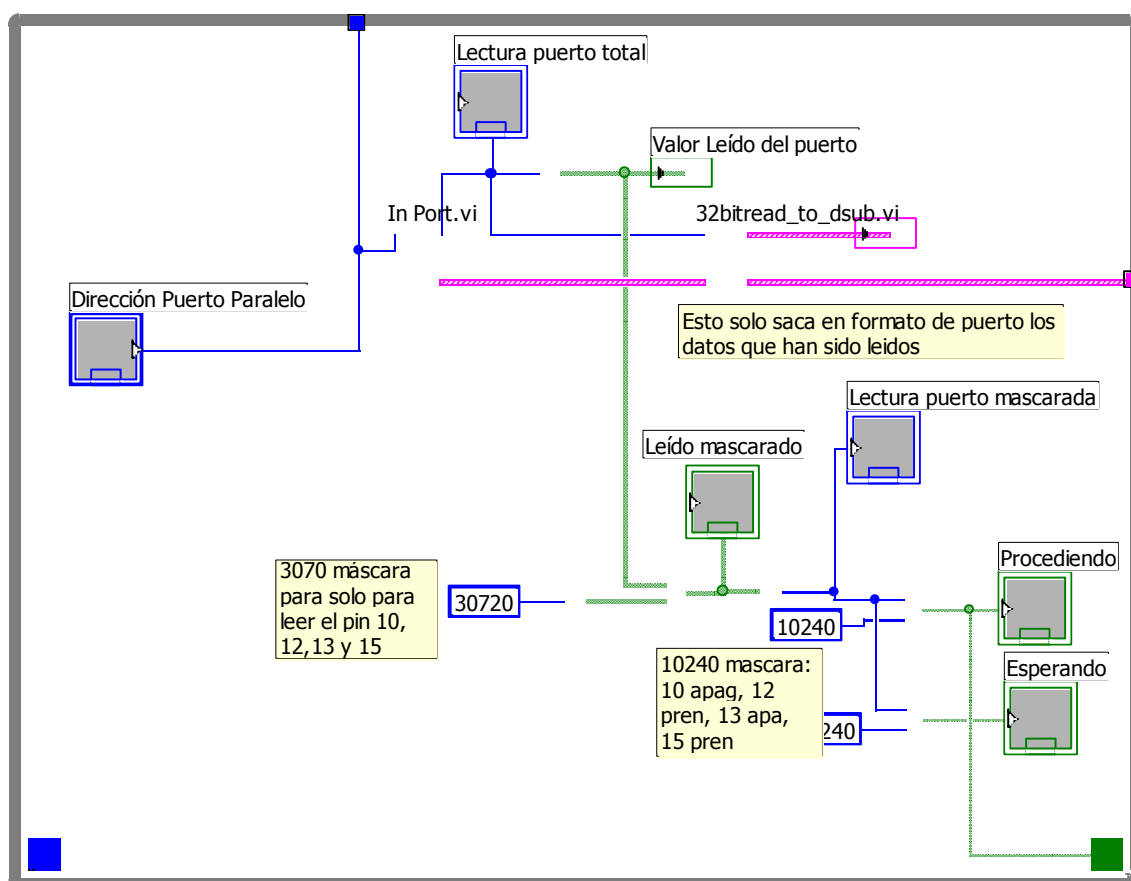 Lectura puerto total
Valor Leído del puerto
In Port.vi
32bitread_to_dsub.vi
Dirección Puerto Paralelo
Esto solo saca en formato de puerto los
datos que han sido leidos
Lectura puerto mascarada
Leído mascarado
3070 máscara
para solo para
leer el pin 10,
12,13 y 15
30720
Procediendo
10240
10240 mascara:
10 apag, 12
pren, 13 apa,
15 pren
240
Esperando